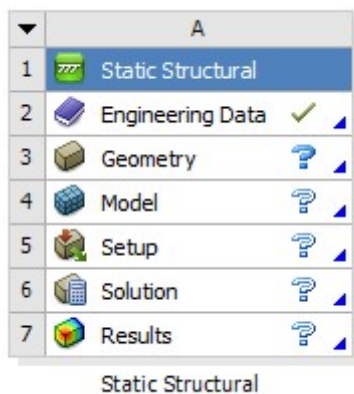 A
1 Static Structural
2 Engineering Data
3 Geometry ?
4 Model ?
5 Setup ?
6 Solution ?
7 Results ?
Static Structural